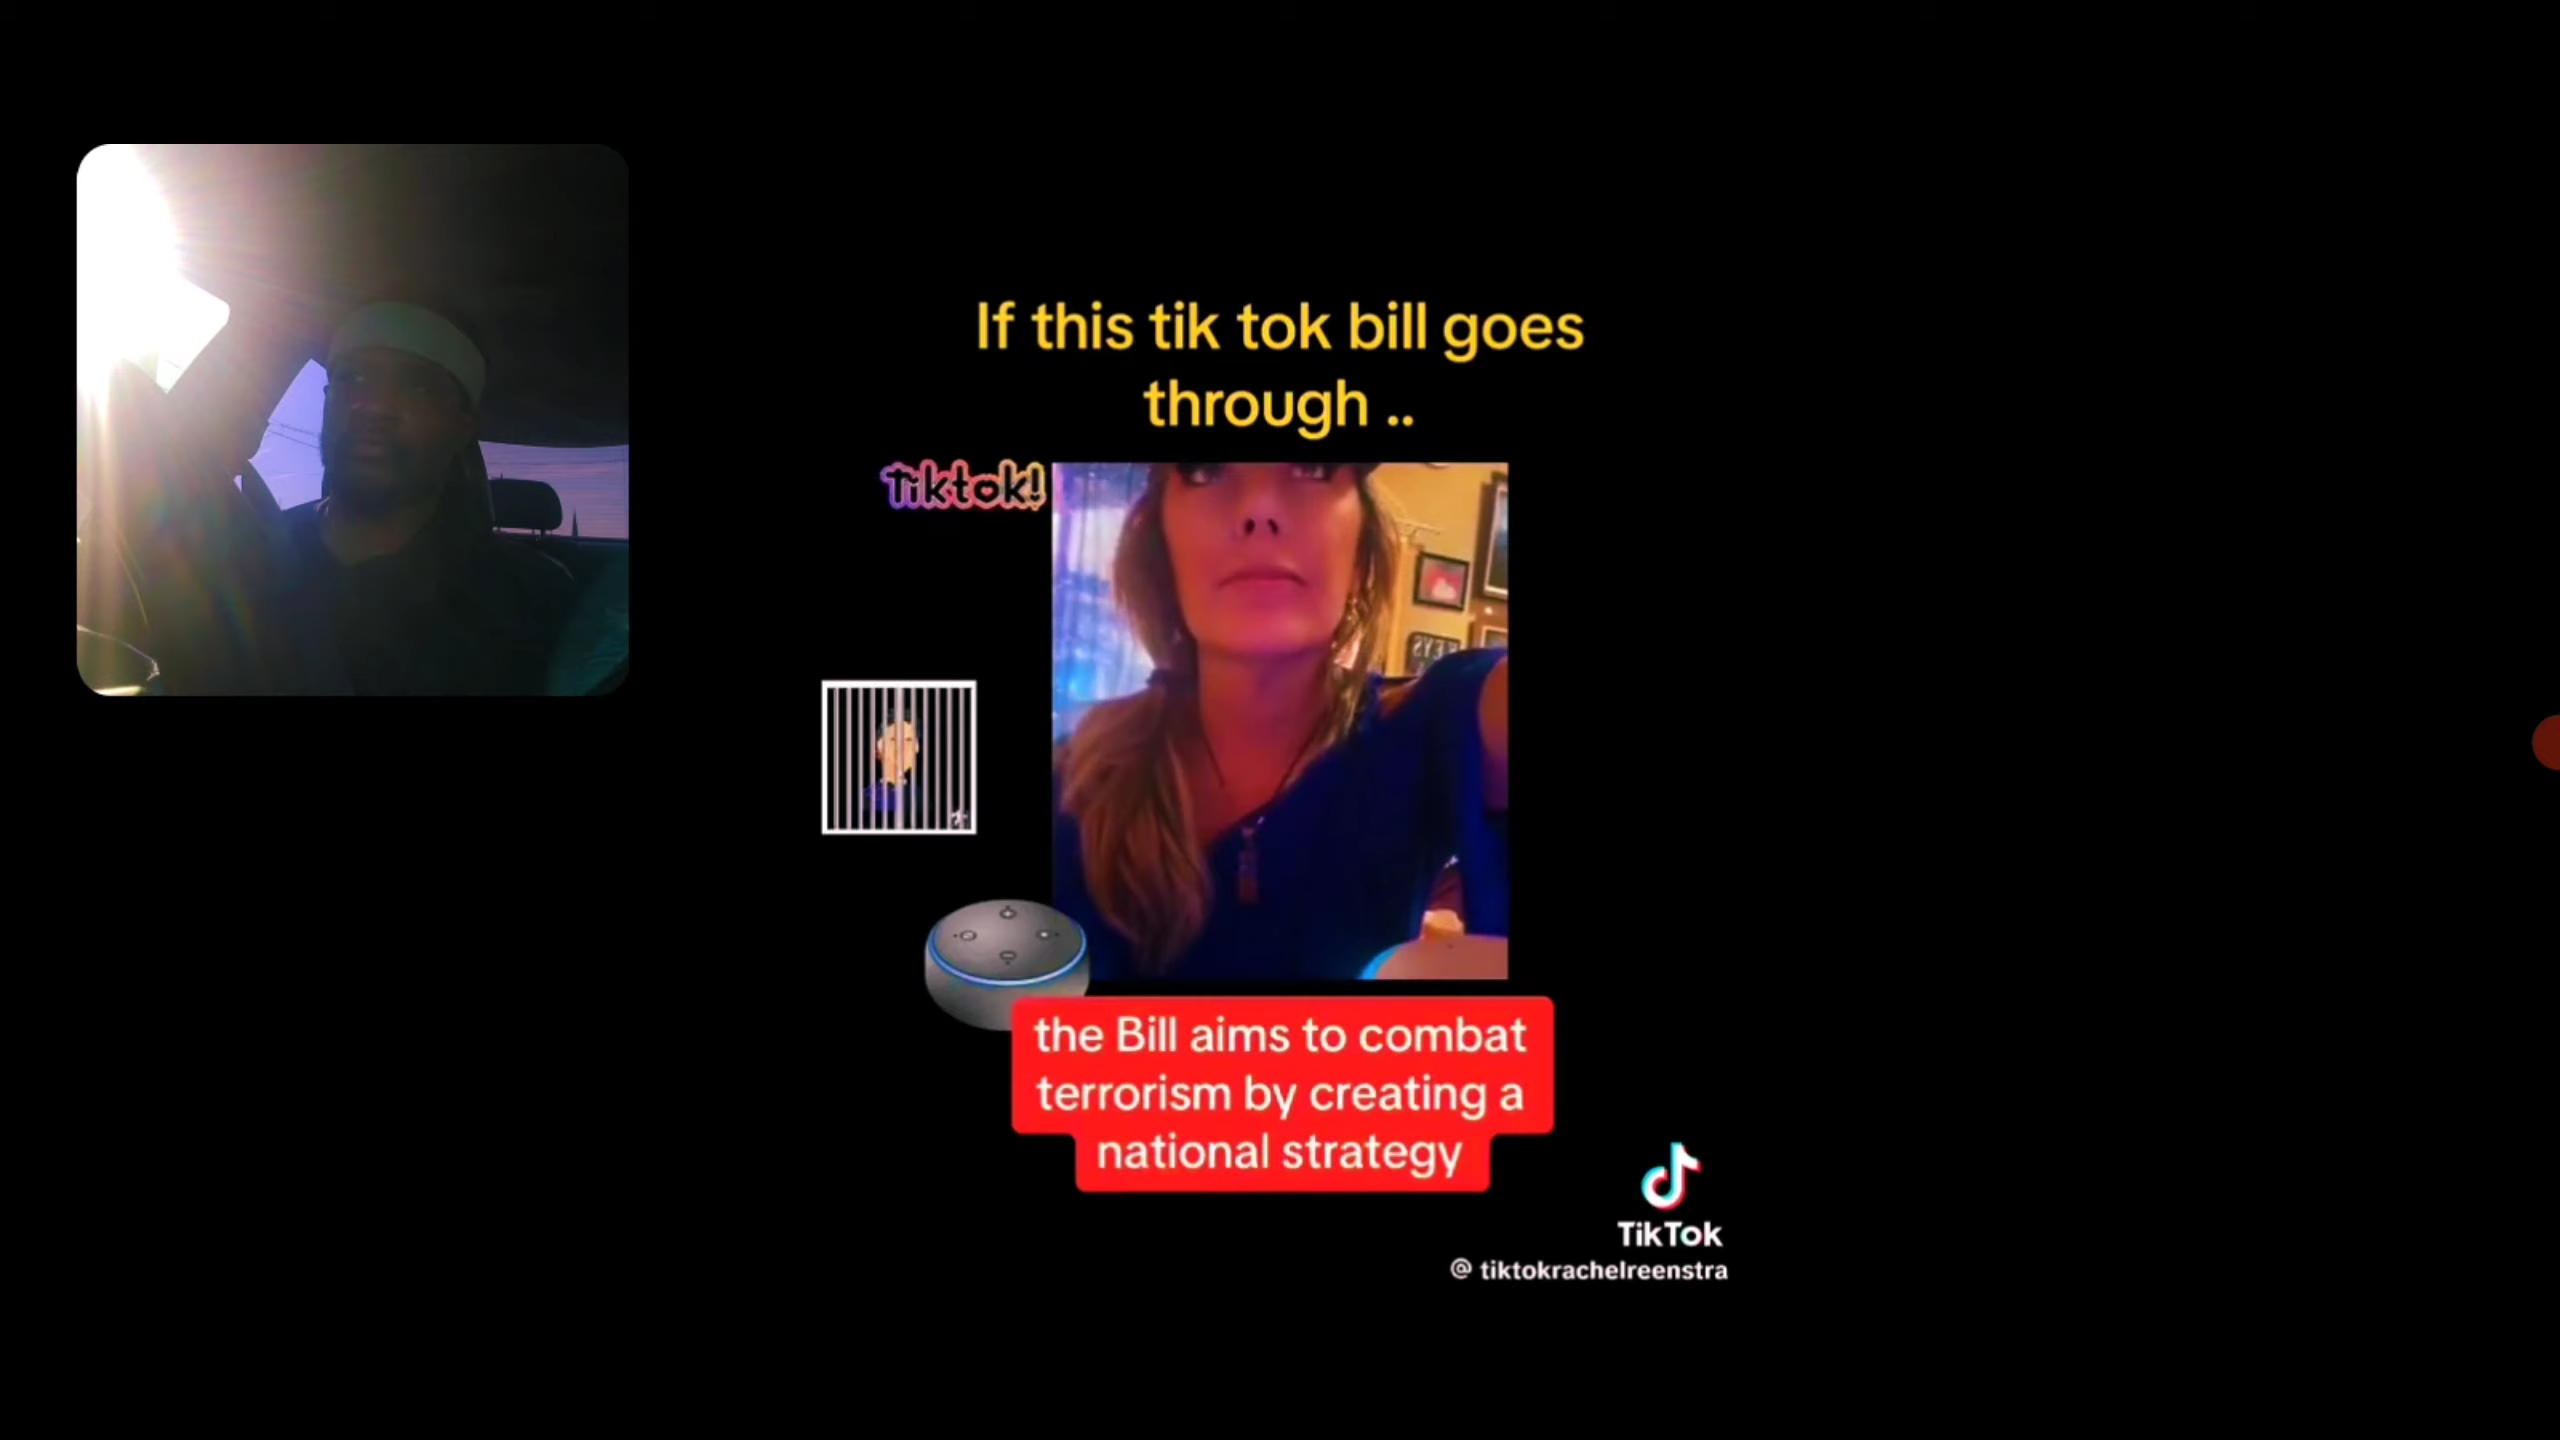 If this tik tok bill goes
through ..
Tiktok!
the Bill aims to combat
terrorism by creating a
national strategy
TikTok
@ tiktokrachelreenstra